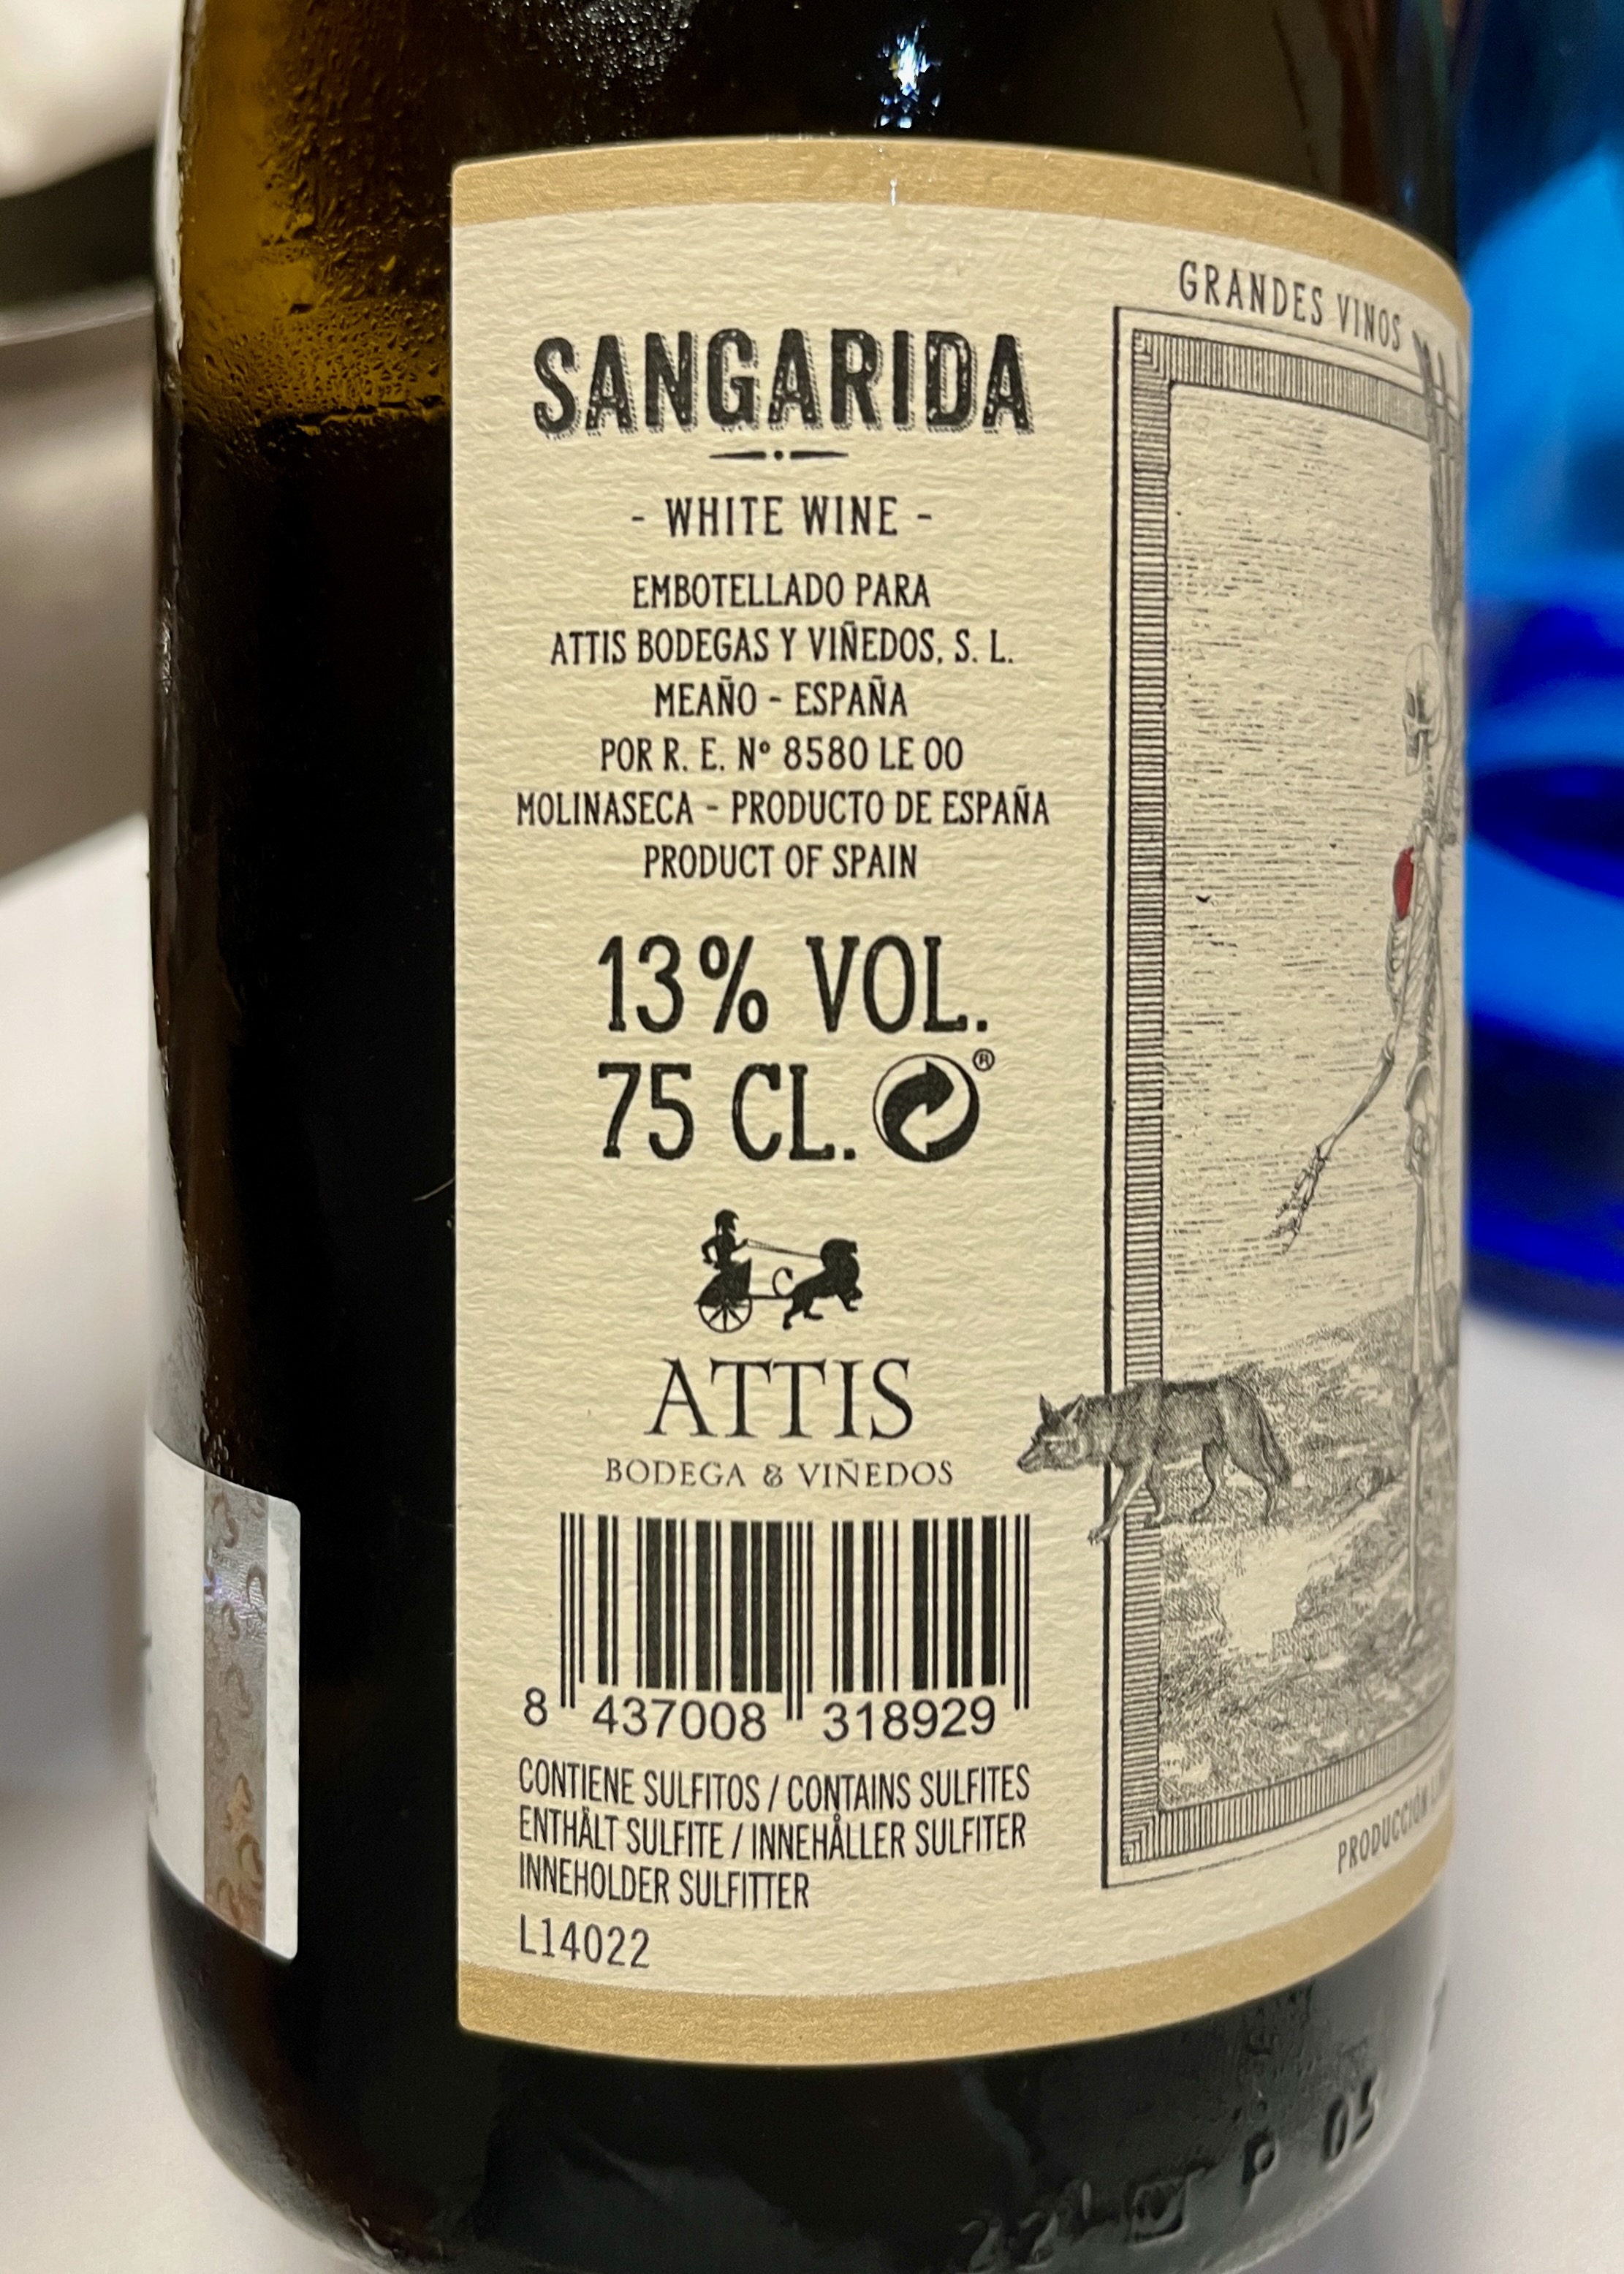 SANGARIDA
- WHITE WINE -
EMBOTELLADO PARA
ATTIS BODEGAS Y VIÑEDOS, S. L.
MEAÑO - ESPAÑA
POR R. E. Nº 8580 LE 00
MOLINASECA - PRODUCTO DE ESPAÑA
PRODUCT OF SPAIN
13% VOL.
75 CL. ®
ATTIS
BODEGA & VIÑEDOS
8 437008 318929
CONTIENE SULFITOS / CONTAINS SULFITES
ENTHÄLT SULFITE / INNEHÅLLER SULFITER
INNEHOLDER SULFITTER
L14022
GRANDES VINOS
PRODUCCIÓN
P 05